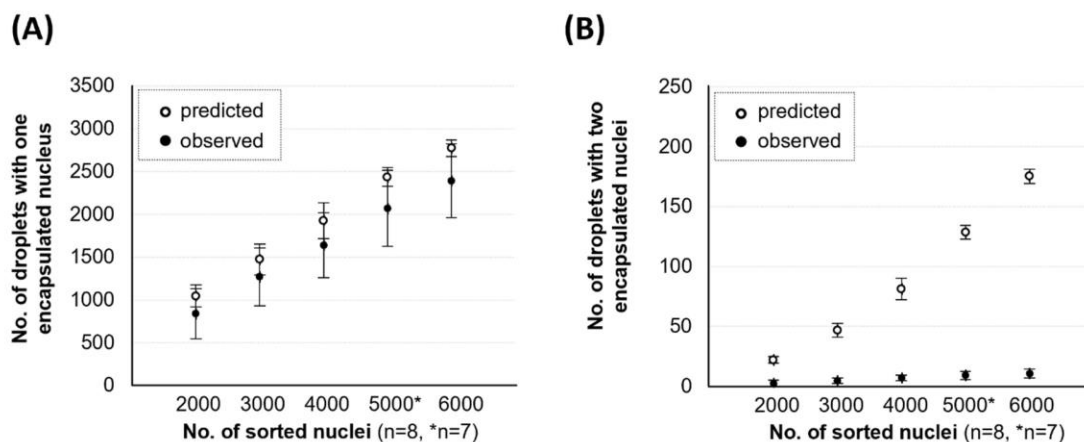 (A)
No. of droplets with one
encapsulated nucleus
3500
3000
2500
2000
1500
1000
500
0
predicted
observed
2000 3000 4000 5000* 6000
No. of sorted nuclei (n=8, *n=7)
(B)
No. of droplets with two
encapsulated nuclei
250
200
150
100
50
0
predicted
observed
2000 3000 4000 5000* 6000
No. of sorted nuclei (n=8, *n=7)